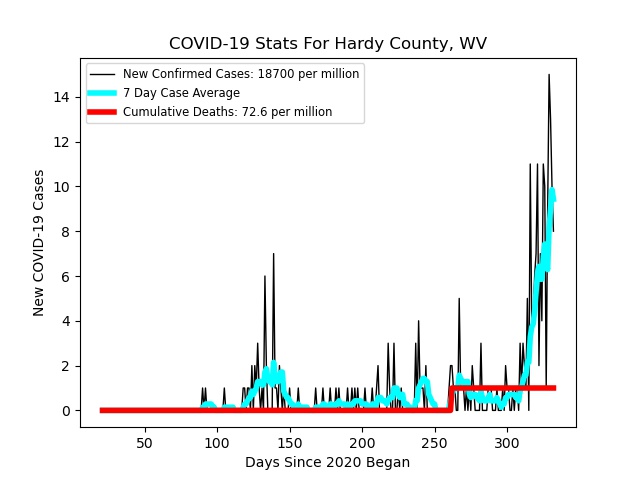 COVID-19 Stats For Hardy County, WV
New Confirmed Cases: 18700 per million
7 Day Case Average
Cumulative Deaths: 72.6 per million
New COVID-19 Cases
14
12
10
8
6
4
2
0
50 100 150 200 250 300
Days Since 2020 Began